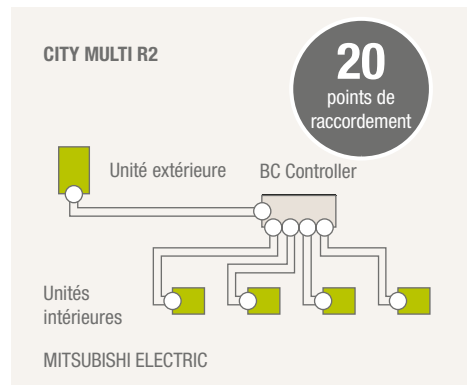 CITY MULTI R2
20
points de
raccordement
Unité extérieure
BC Controller
Unités
intérieures
MITSUBISHI ELECTRIC